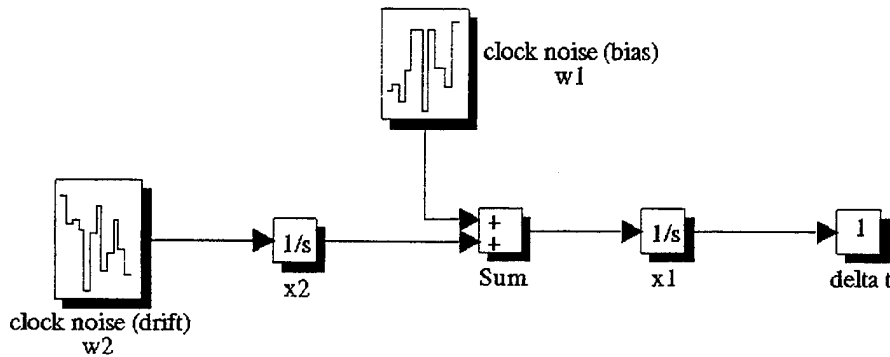 clock noise (bias)
w1
+
+
1/s
1/s
1
x2
Sum
x1
delta t
clock noise (drift)
w2